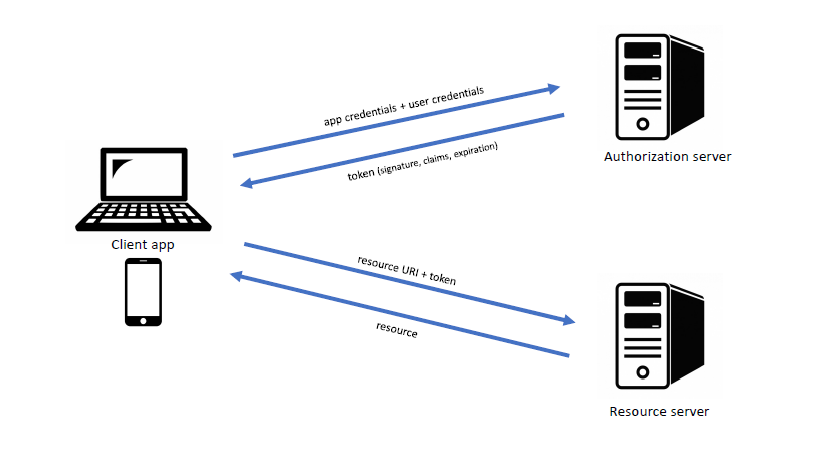 app credentials + user credentials
Authorization server
token (signature, claims, expiration)
Client app
resource URI + token
resource
Resource server